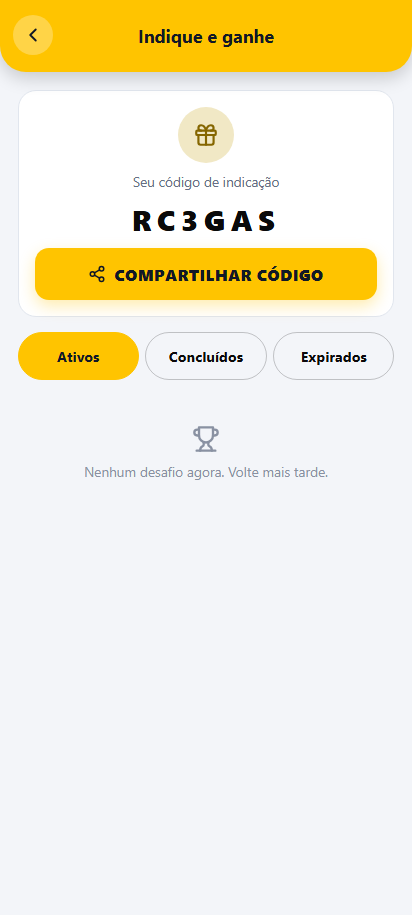 Indique e ganhe
Seu código de indicação
RC3GAS
COMPARTILHAR CÓDIGO
Ativos
Concluídos
Expirados
Nenhum desafio agora. Volte mais tarde.